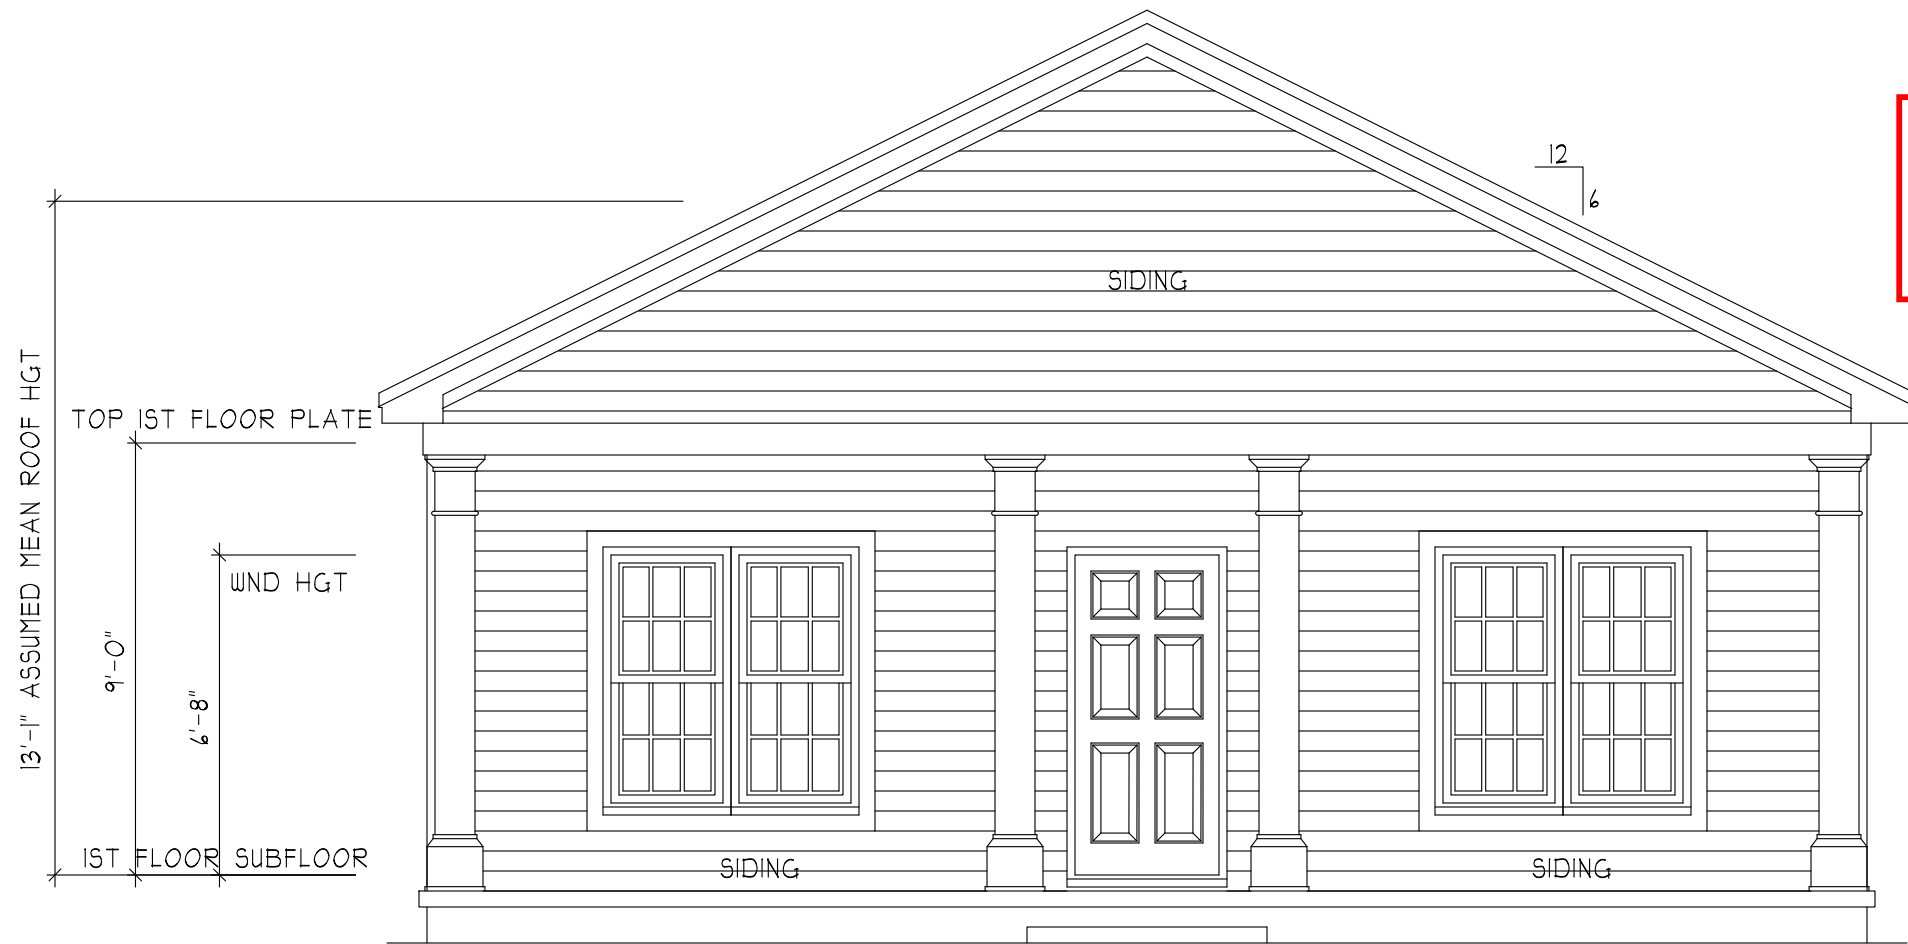 12
6
SIDING
13'-1" ASSUMED MEAN ROOF HGT
TOP 1ST FLOOR PLATE
WND HGT
9'-0"
6'-8"
1ST FLOOR SUBFLOOR
SIDING
SIDING